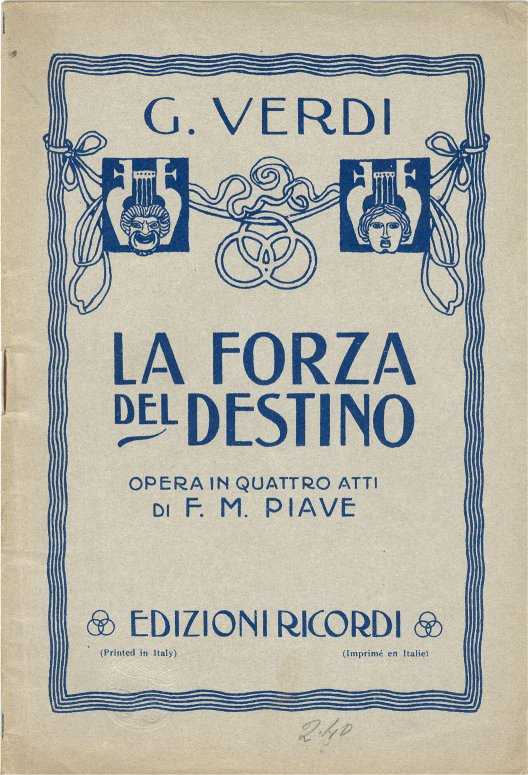 G. VERDI
LA FORZA
DEL DESTINO
OPERA IN QUATTRO ATTI
DI F. M. PIAVE
EDIZIONI RICORDI
(Printed in Italy) (Imprimé en Italie)
2.40